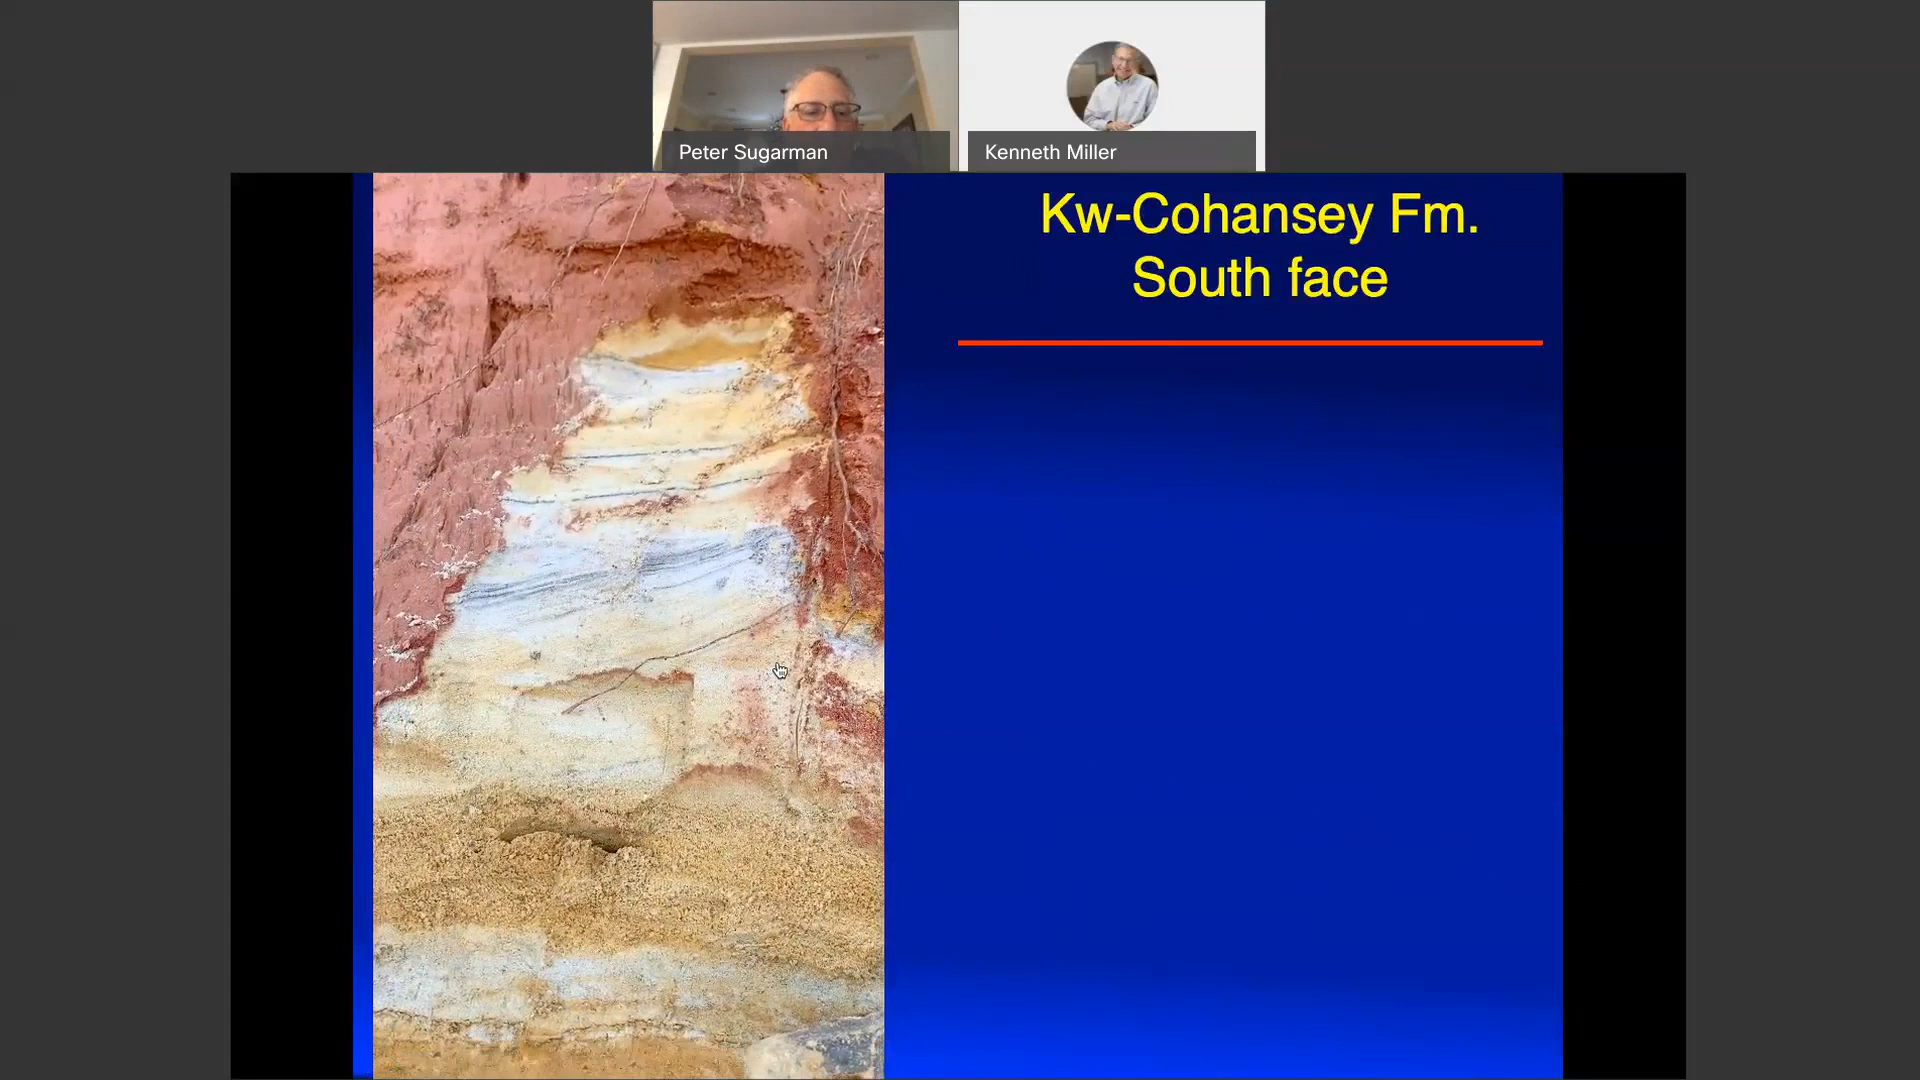 Peter Sugarman
Kenneth Miller
Kw-Cohansey Fm.
South face